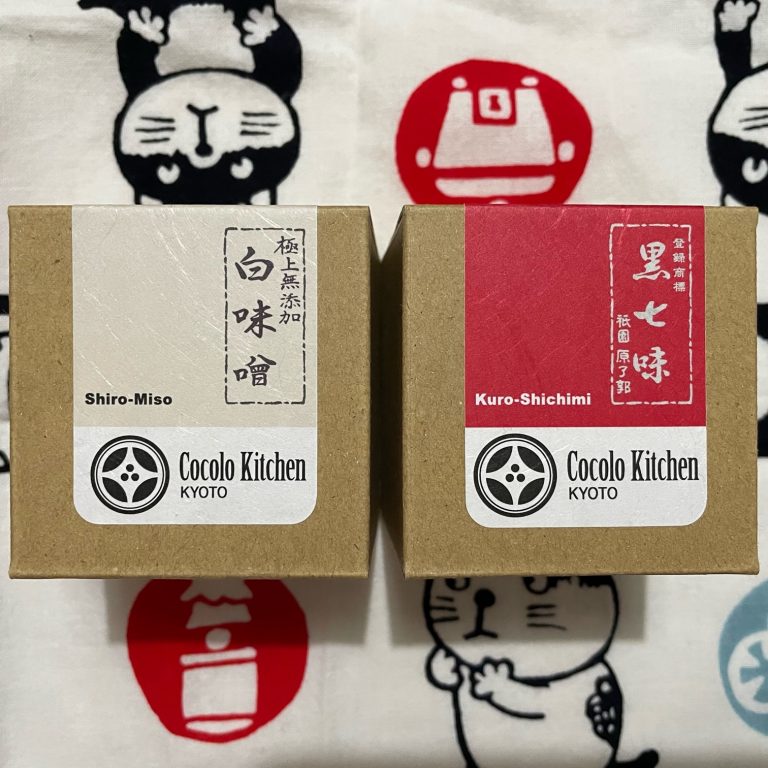 極上無添加
白味噌
Shiro-Miso
Cocolo Kitchen
KYOTO
登録商標
黒七味
祇園 原了郭
Kuro-Shichimi
Cocolo Kitchen
KYOTO